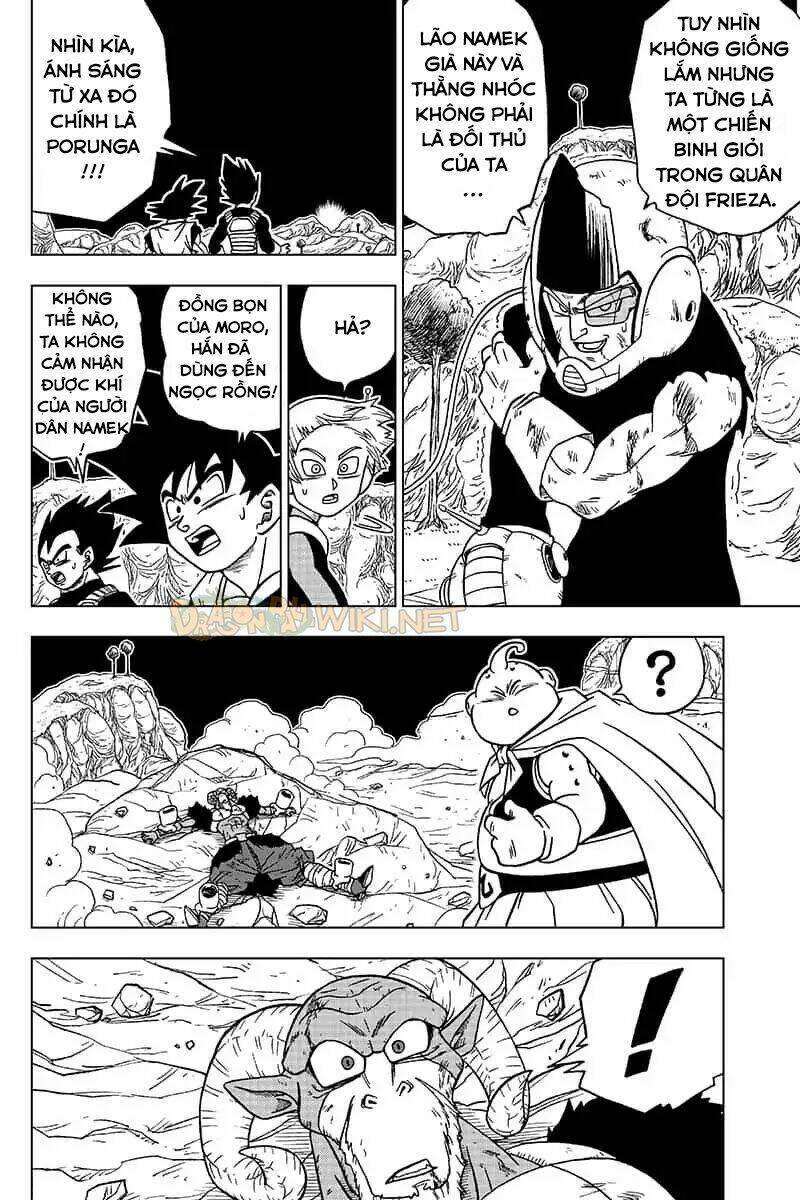 TUY NHÌN
KHÔNG GIỐNG
LẮM NHƯNG
TA TỪNG LÀ
MỘT CHIẾN
BINH GIỎI
TRONG QUÂN
ĐỘI FRIEZA.
LÃO NAMEK
GIÀ NÀY VÀ
THẰNG NHÓC
KHÔNG PHẢI
LÀ ĐỐI THỦ
CỦA TA
...
NHÌN KÌA,
ÁNH SÁNG
TỪ XA ĐÓ
CHÍNH LÀ
PORUNGA
!!!
HẢ?
ĐỒNG BỌN
CỦA MORO,
HẮN ĐÃ
DÙNG ĐẾN
NGỌC RỒNG!
KHÔNG
THỂ NÀO,
TA KHÔNG
CẢM NHẬN
ĐƯỢC KHÍ
CỦA NGƯỜI
DÂN NAMEK
!
DRAGON BALL WIKI.NET
?
!